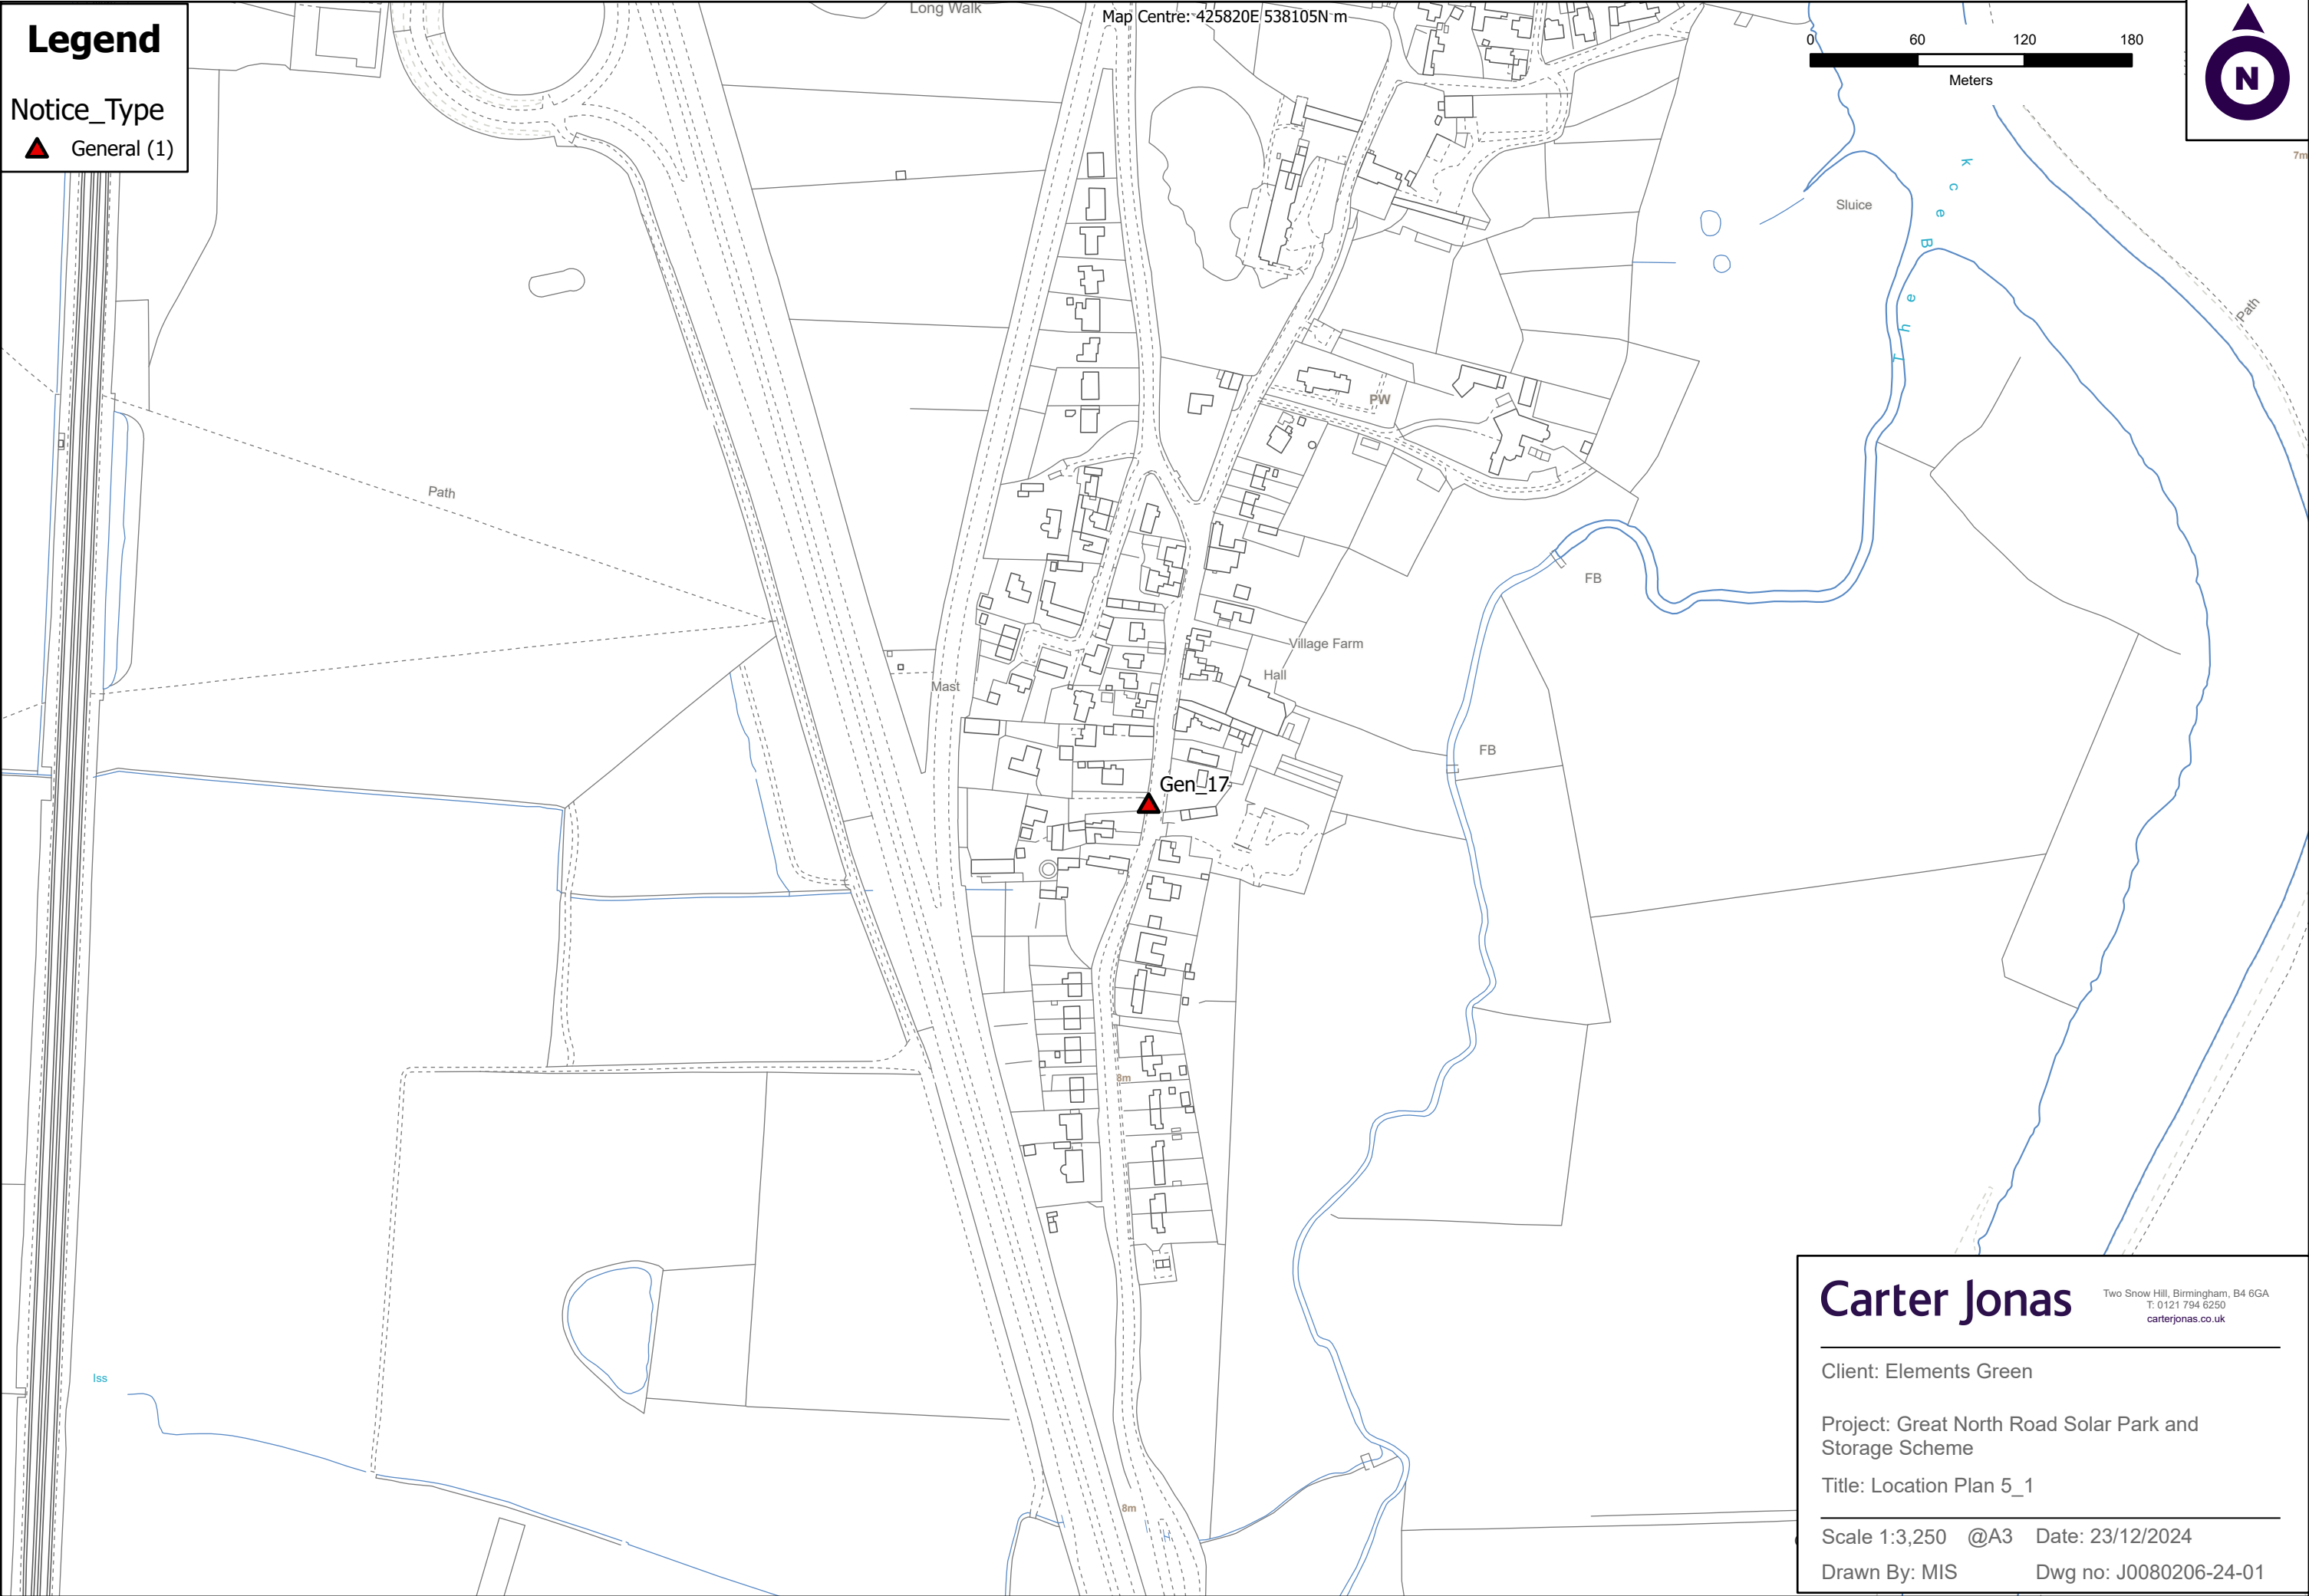 Legend
Notice_Type
General (1)
Long Walk
Map Centre: 425820E 538105N m
0 60 120 180
Meters
N
7m
Sluice
The Beck
Path
PW
Path
FB
Village Farm
Hall
Mast
FB
Gen_17
8m
Iss
8m
Carter Jonas
Two Snow Hill, Birmingham, B4 6GA
T: 0121 794 6250
carterjonas.co.uk
Client: Elements Green
Project: Great North Road Solar Park and
Storage Scheme
Title: Location Plan 5_1
Scale 1:3,250 @A3 Date: 23/12/2024
Drawn By: MIS Dwg no: J0080206-24-01